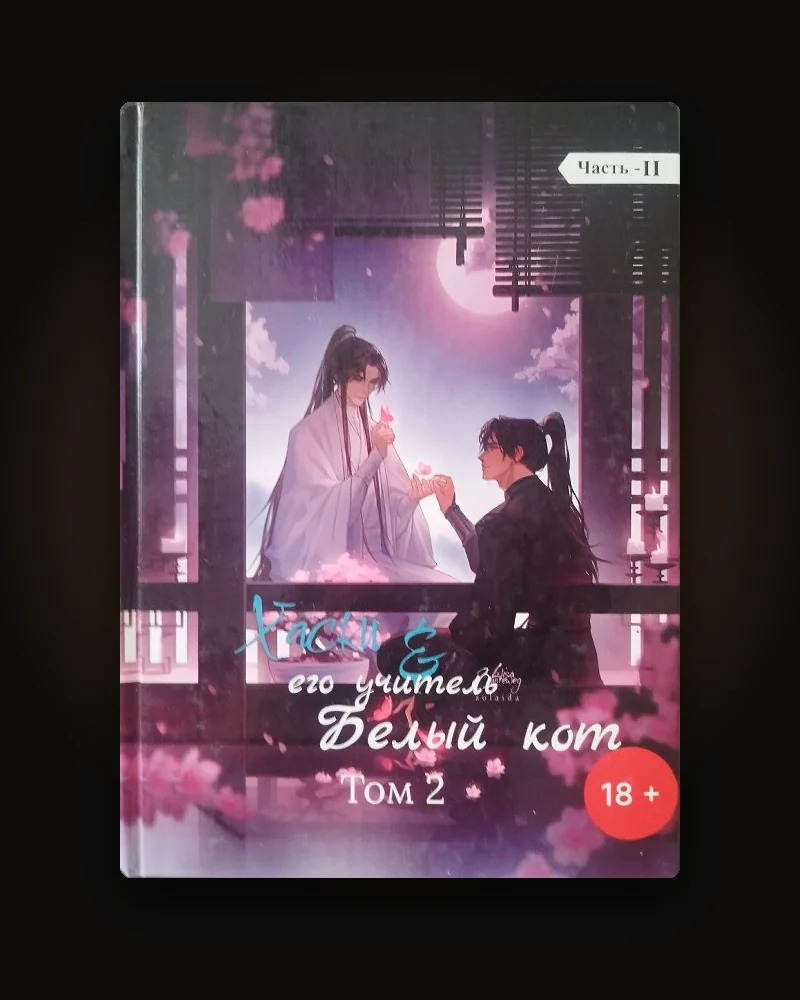 Часть -II
Хаски &
его учитель
Белый кот
Том 2
18 +